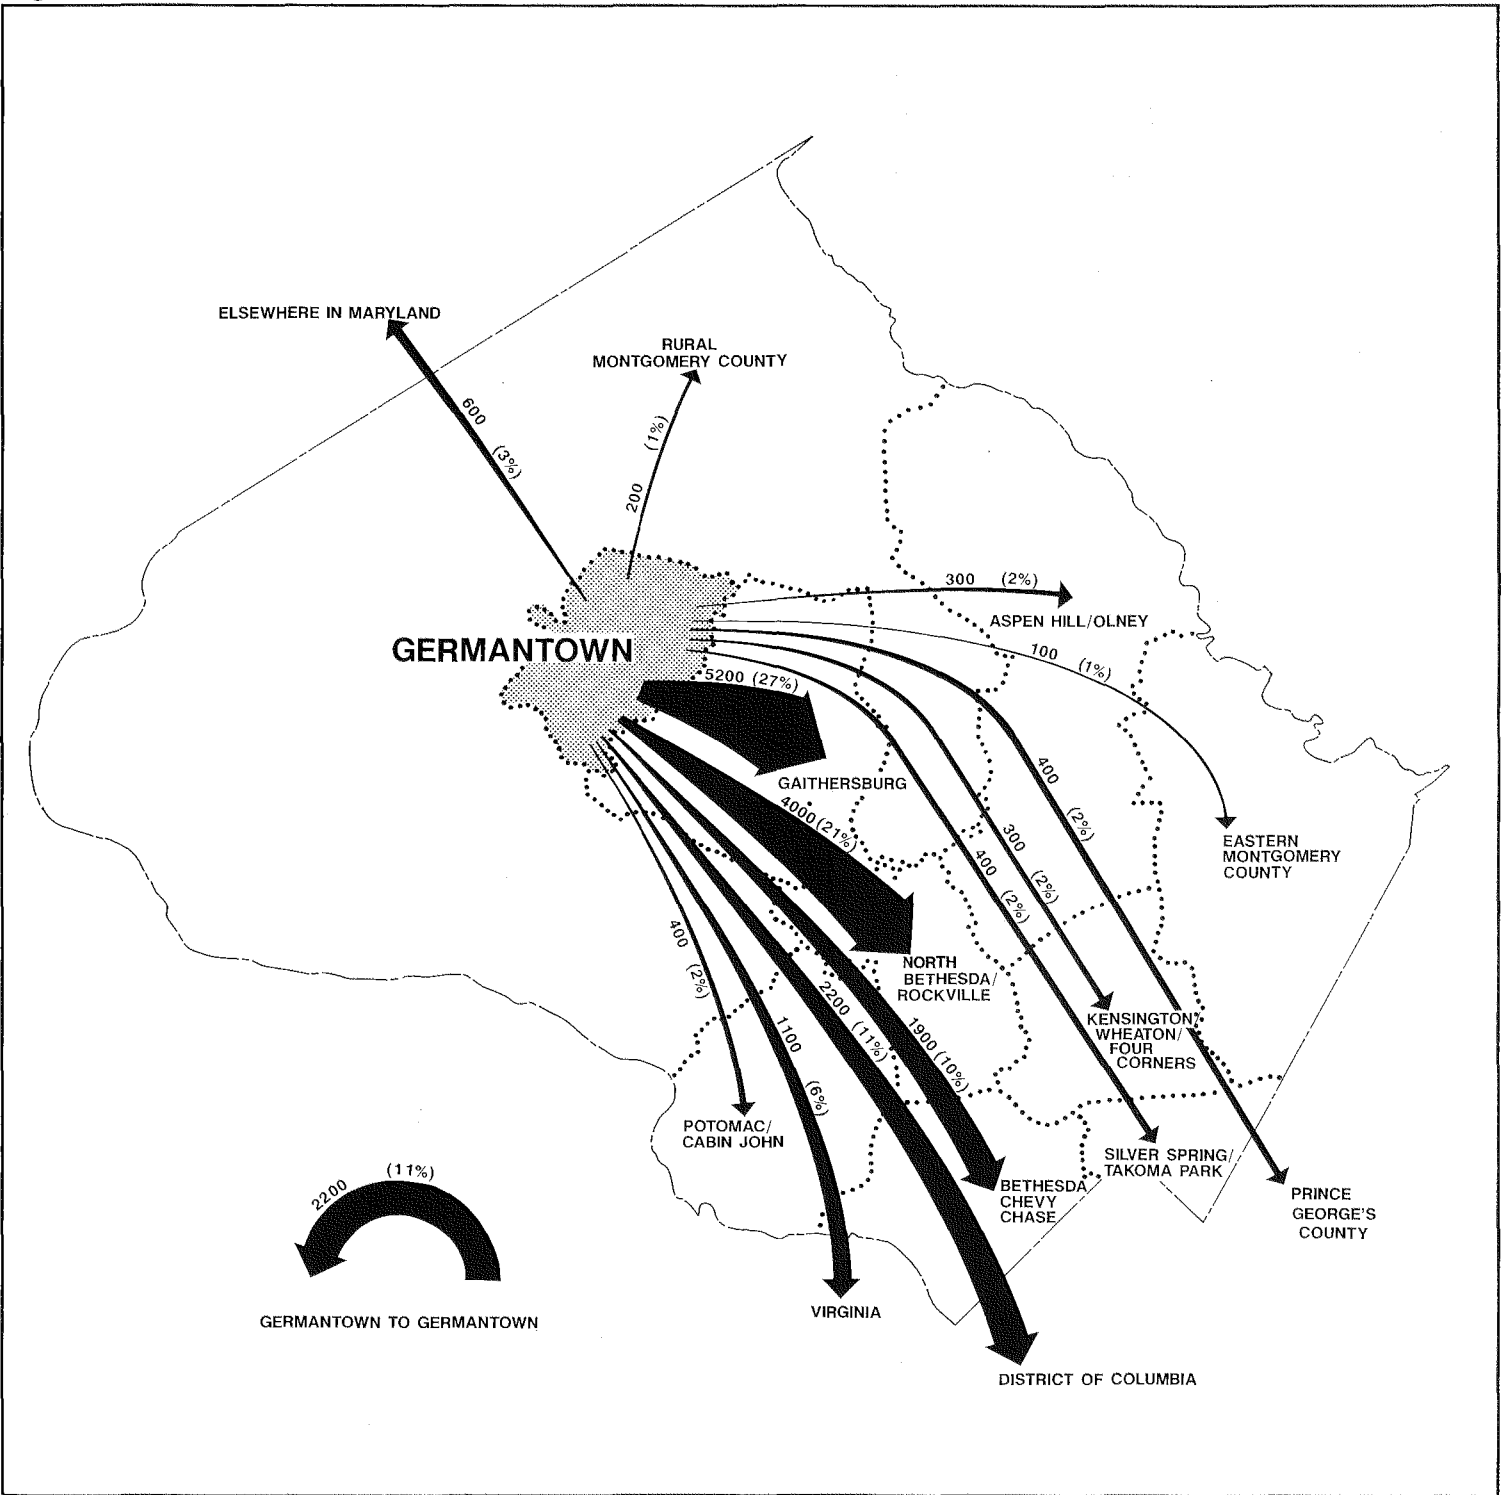 ELSEWHERE IN MARYLAND
600 (3%)
RURAL
MONTGOMERY COUNTY
200 (1%)
300 (2%)
ASPEN HILL/OLNEY
GERMANTOWN
100 (1%)
EASTERN
MONTGOMERY
COUNTY
5200 (27%)
GAITHERSBURG
4000 (21%)
NORTH
BETHESDA/
ROCKVILLE
400 (2%)
PRINCE
GEORGE'S
COUNTY
300 (2%)
KENSINGTON/
WHEATON/
FOUR
CORNERS
400 (2%)
SILVER SPRING/
TAKOMA PARK
1900 (10%)
BETHESDA
CHEVY
CHASE
2200 (11%)
DISTRICT OF COLUMBIA
1100 (6%)
VIRGINIA
400 (2%)
POTOMAC/
CABIN JOHN
2200 (11%)
GERMANTOWN TO GERMANTOWN